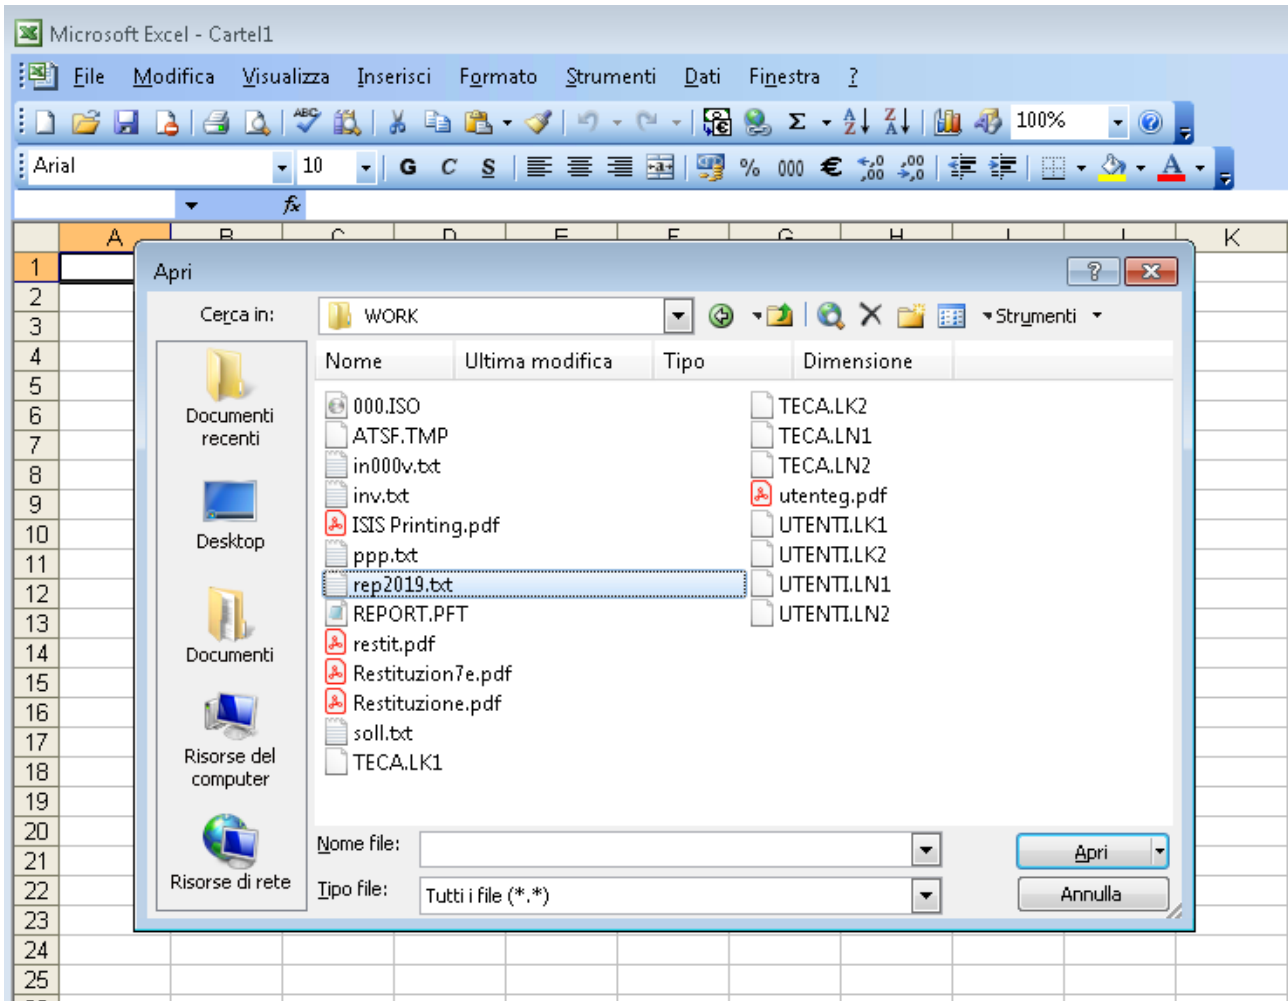 Microsoft Excel - Cartel1
File Modifica Visualizza Inserisci Formato Strumenti Dati Finestra ?
ABC 100%
Arial 10 G C S % 000 €
fx
A B C D E F G H I J K
1
Apri
2
Cerca in: WORK Strumenti
3
Nome Ultima modifica Tipo Dimensione
4
5
6
7
8
9
10
11
12
13
14
15
16
17
18
19
20
21
22
23
24
25
Documenti recenti
Desktop
Documenti
Risorse del computer
Risorse di rete
000.ISO
ATSF.TMP
in000v.txt
inv.txt
ISIS Printing.pdf
ppp.txt
rep2019.txt
REPORT.PFT
restit.pdf
Restituzion7e.pdf
Restituzione.pdf
soll.txt
TECA.LK1
TECA.LK2
TECA.LN1
TECA.LN2
utenteg.pdf
UTENTI.LK1
UTENTI.LK2
UTENTI.LN1
UTENTI.LN2
Nome file:
Apri
Tipo file: Tutti i file (*.*)
Annulla